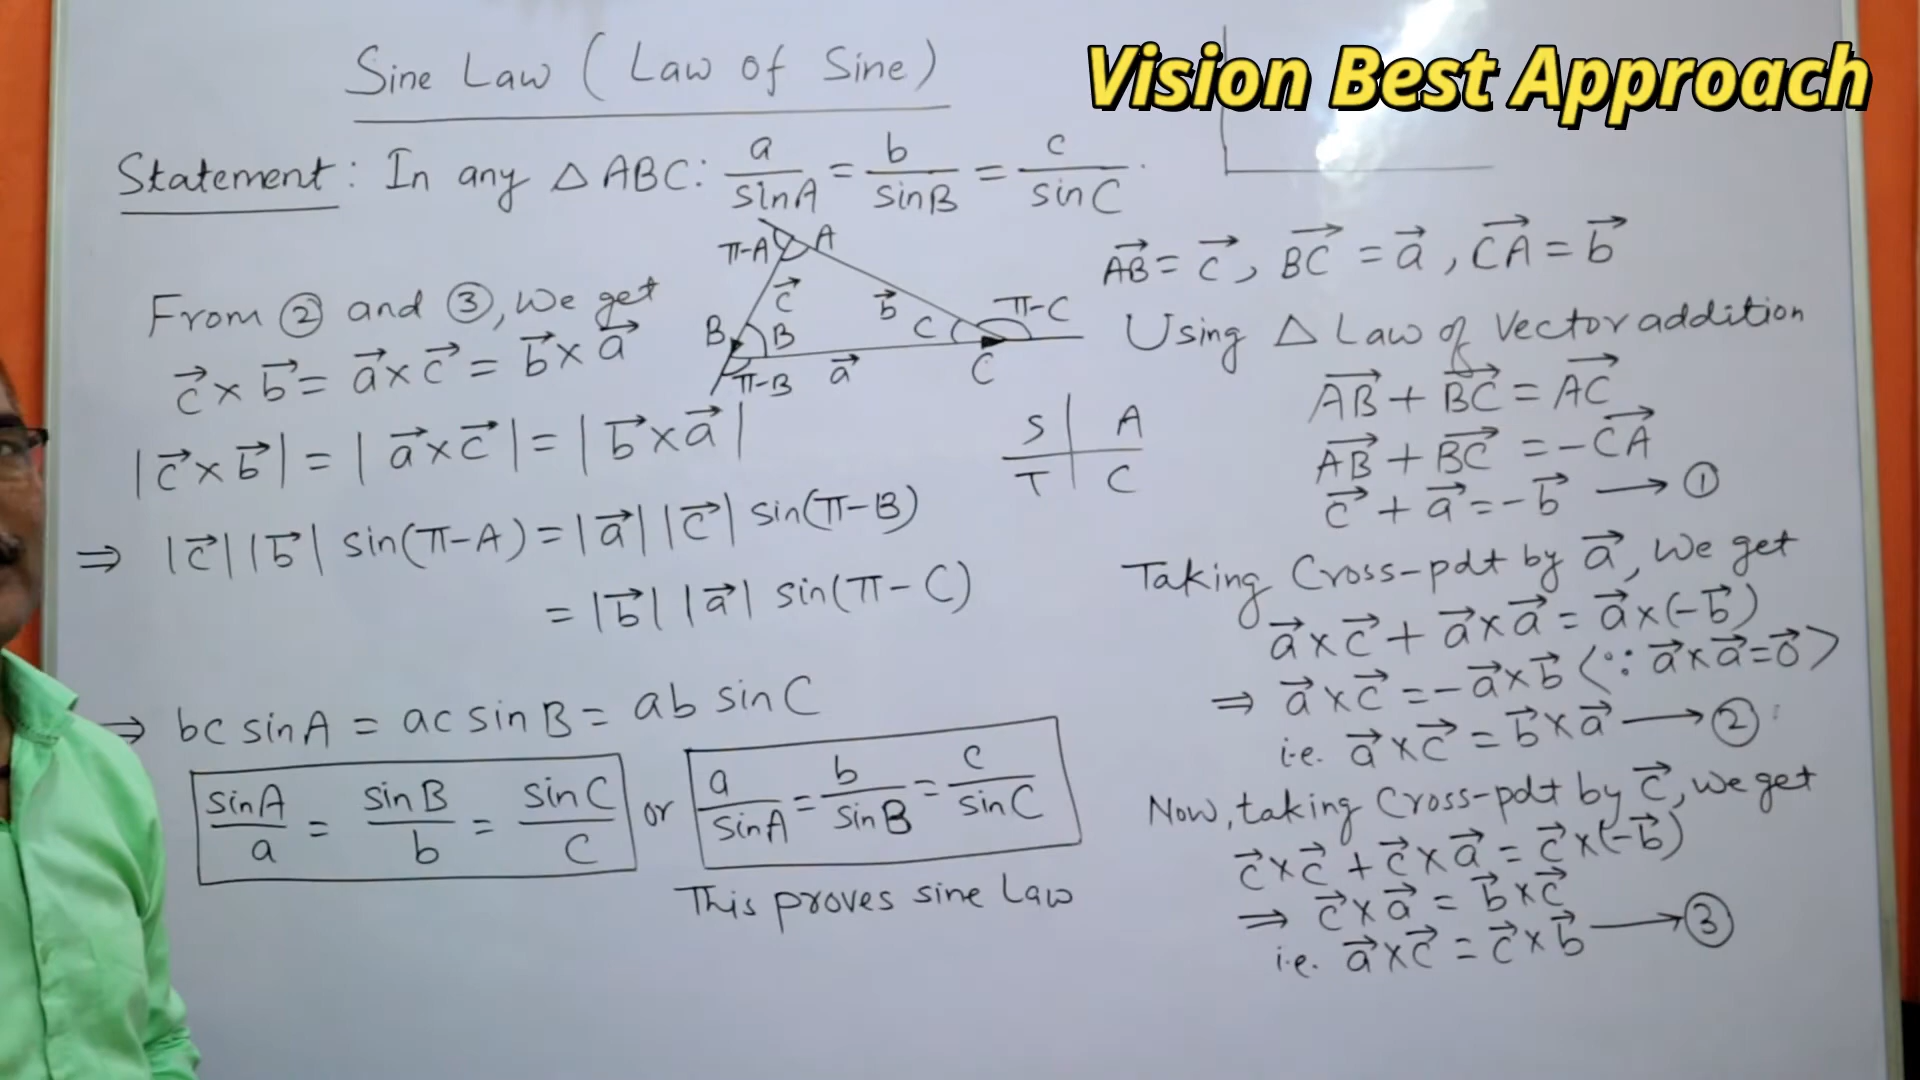 Vision Best Approach
Sine Law (Law of Sine)
Statement: In any △ABC: a/sinA = b/sinB = c/sinC.
π-A A
c⃗ b⃗ π-C
B B C
π-B a⃗ C
S A
T C
AB⃗ = c⃗, BC⃗ = a⃗, CA⃗ = b⃗
Using △ Law of Vector addition
AB⃗ + BC⃗ = AC⃗
AB⃗ + BC⃗ = -CA⃗
c⃗ + a⃗ = -b⃗ ⟶ ①
Taking Cross-pdt by a⃗, We get
a⃗×c⃗ + a⃗×a⃗ = a⃗×(-b⃗)
⇒ a⃗×c⃗ = -a⃗×b⃗ ⟨∵ a⃗×a⃗=0⃗⟩
i.e. a⃗×c⃗ = b⃗×a⃗ ⟶ ②
Now, taking Cross-pdt by c⃗, we get
c⃗×c⃗ + c⃗×a⃗ = c⃗×(-b⃗)
⇒ c⃗×a⃗ = b⃗×c⃗
i.e. a⃗×c⃗ = c⃗×b⃗ ⟶ ③
From ② and ③, We get
c⃗×b⃗ = a⃗×c⃗ = b⃗×a⃗
|c⃗×b⃗| = |a⃗×c⃗| = |b⃗×a⃗|
⇒ |c⃗||b⃗| sin(π-A) = |a⃗||c⃗| sin(π-B)
= |b⃗||a⃗| sin(π-C)
⇒ bc sinA = ac sinB = ab sinC
sinA/a = sinB/b = sinC/c or a/sinA = b/sinB = c/sinC
This proves sine Law